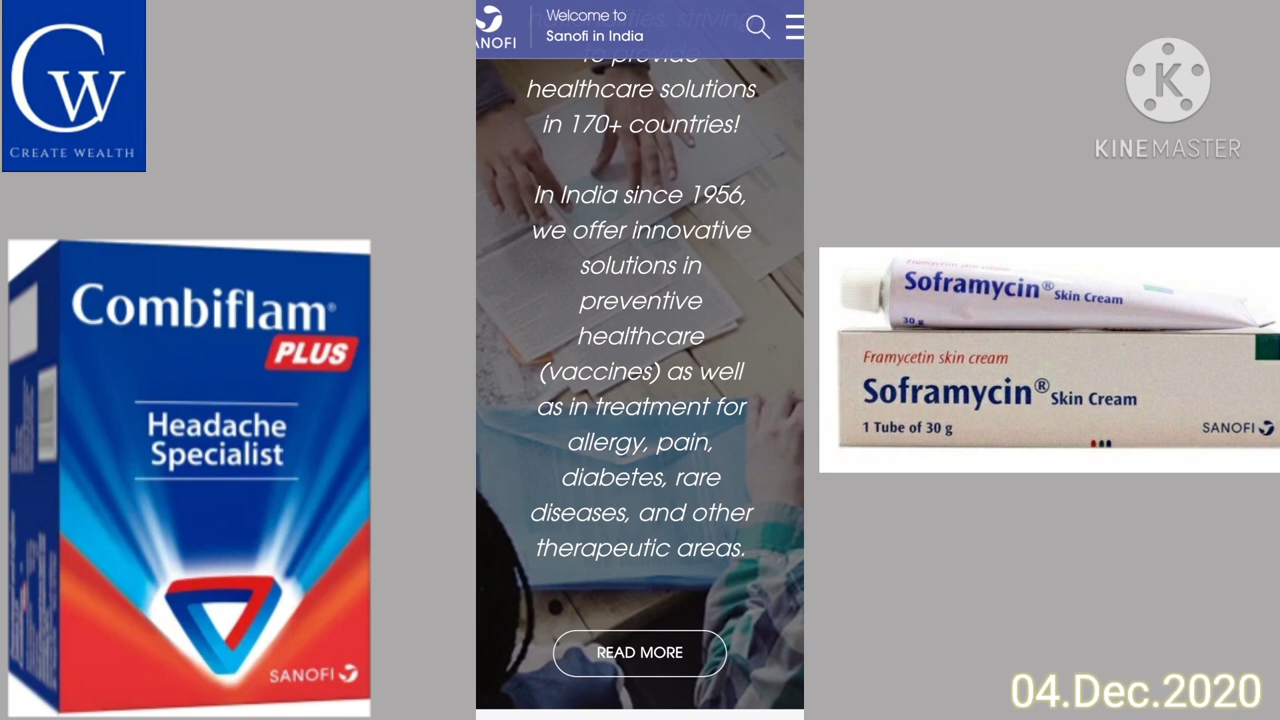 CW
CREATE WEALTH
Combiflam®
PLUS
Headache
Specialist
SANOFI
SANOFI
Welcome to
Sanofi in India
to provide
healthcare solutions
in 170+ countries!
In India since 1956,
we offer innovative
solutions in
preventive
healthcare
(vaccines) as well
as in treatment for
allergy, pain,
diabetes, rare
diseases, and other
therapeutic areas.
READ MORE
K
KINEMASTER
Soframycin® Skin Cream
30 g
Framycetin skin cream
Soframycin® Skin Cream
1 Tube of 30 g
SANOFI
04.Dec.2020